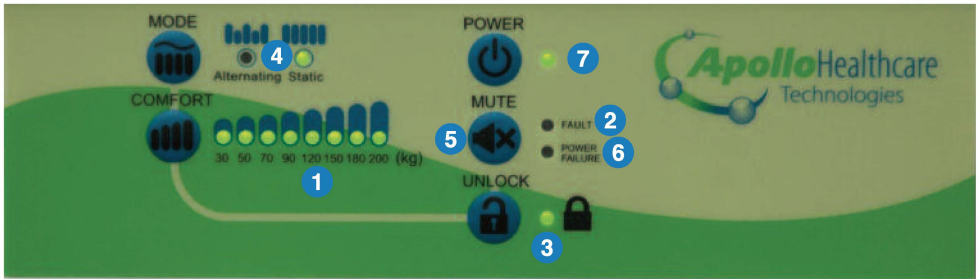 MODE
Alternating Static
4
COMFORT
30 50 70 90 120 150 180 200 (kg)
1
POWER
7
MUTE
5
FAULT 2
POWER
FAILURE 6
UNLOCK
3
ApolloHealthcare
Technologies